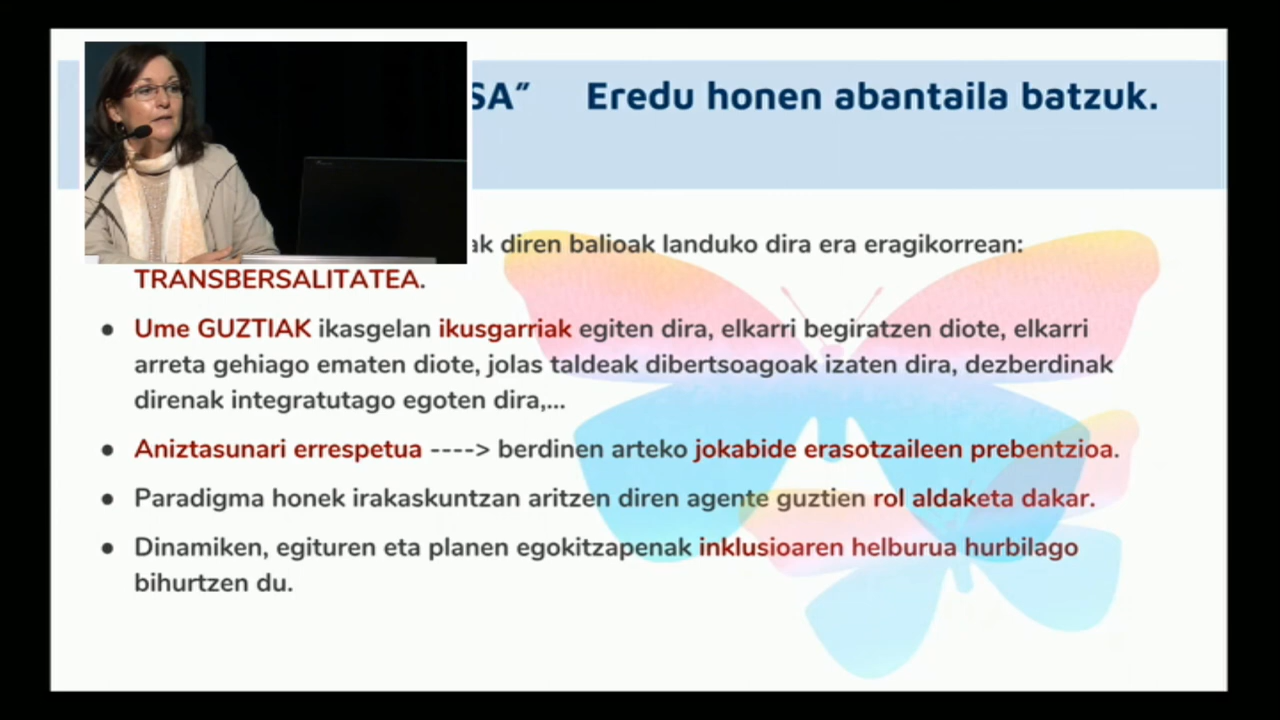 SA” Eredu honen abantaila batzuk.
ak diren balioak landuko dira era eragikorrean:
TRANSBERSALITATEA.
● Ume GUZTIAK ikasgelan ikusgarriak egiten dira, elkarri begiratzen diote, elkarri
arreta gehiago ematen diote, jolas taldeak dibertsoagoak izaten dira, dezberdinak
direnak integratutago egoten dira,...
● Aniztasunari errespetua ----> berdinen arteko jokabide erasotzaileen prebentzioa.
● Paradigma honek irakaskuntzan aritzen diren agente guztien rol aldaketa dakar.
● Dinamiken, egituren eta planen egokitzapenak inklusioaren helburua hurbilago
bihurtzen du.